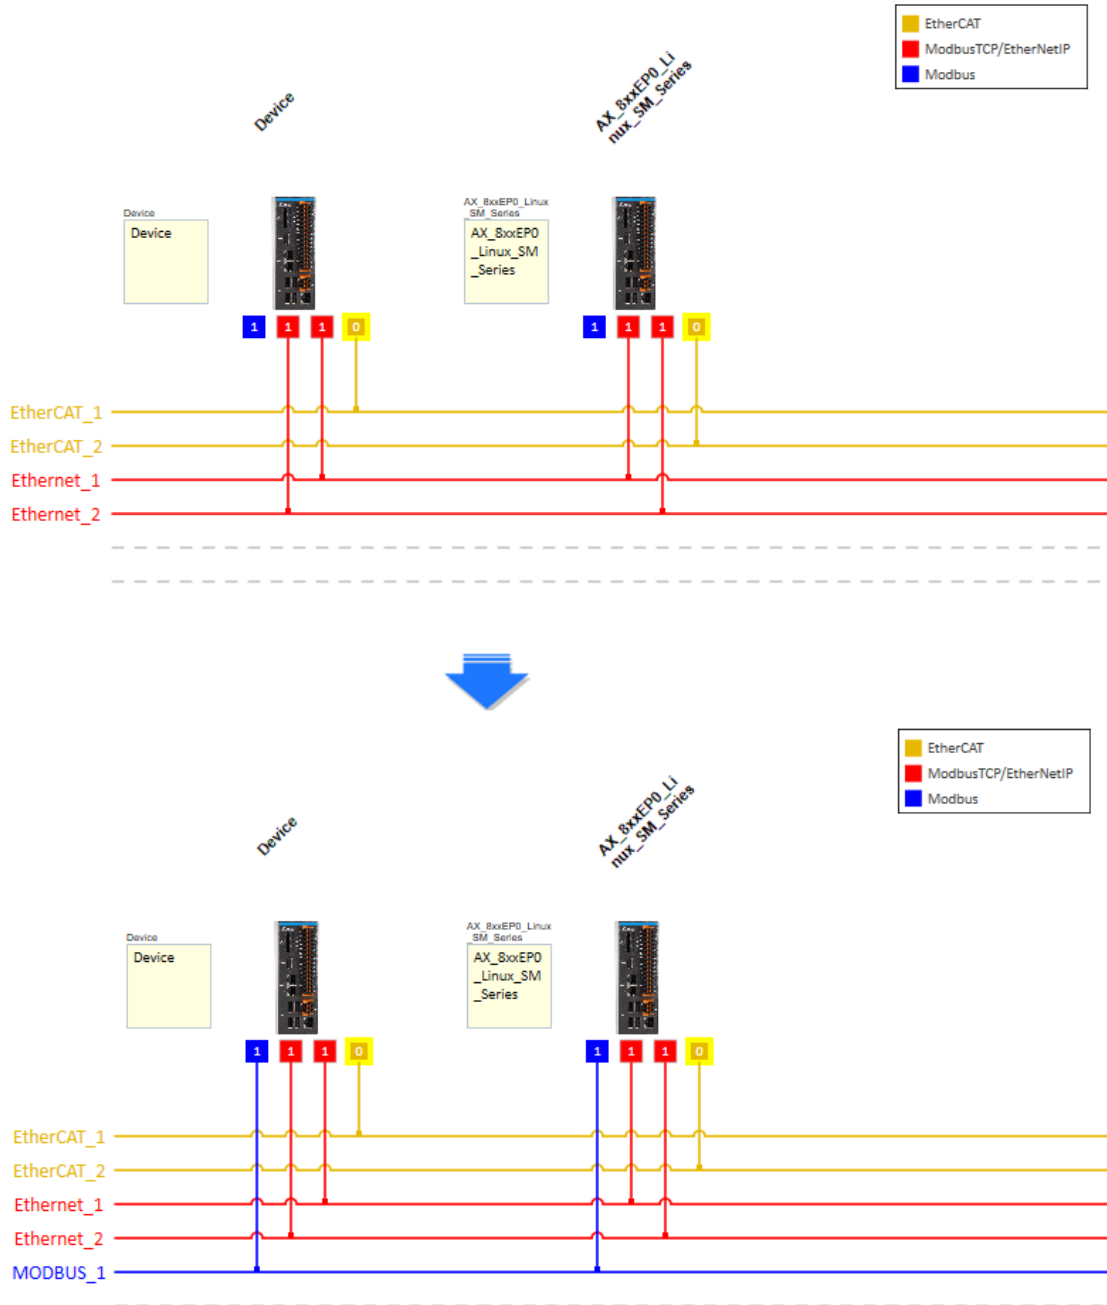 EtherCAT
ModbusTCP/EtherNetIP
Modbus
Device
AX_8xxEP0_Li
nux_SM_Series
Device
Device
AX_8xxEP0_Linux
_SM_Series
AX_8xxEP0
_Linux_SM
_Series
1 1 1 0
1 1 1 0
EtherCAT_1
EtherCAT_2
Ethernet_1
Ethernet_2
EtherCAT
ModbusTCP/EtherNetIP
Modbus
Device
AX_8xxEP0_Li
nux_SM_Series
Device
Device
AX_8xxEP0_Linux
_SM_Series
AX_8xxEP0
_Linux_SM
_Series
1 1 1 0
1 1 1 0
EtherCAT_1
EtherCAT_2
Ethernet_1
Ethernet_2
MODBUS_1